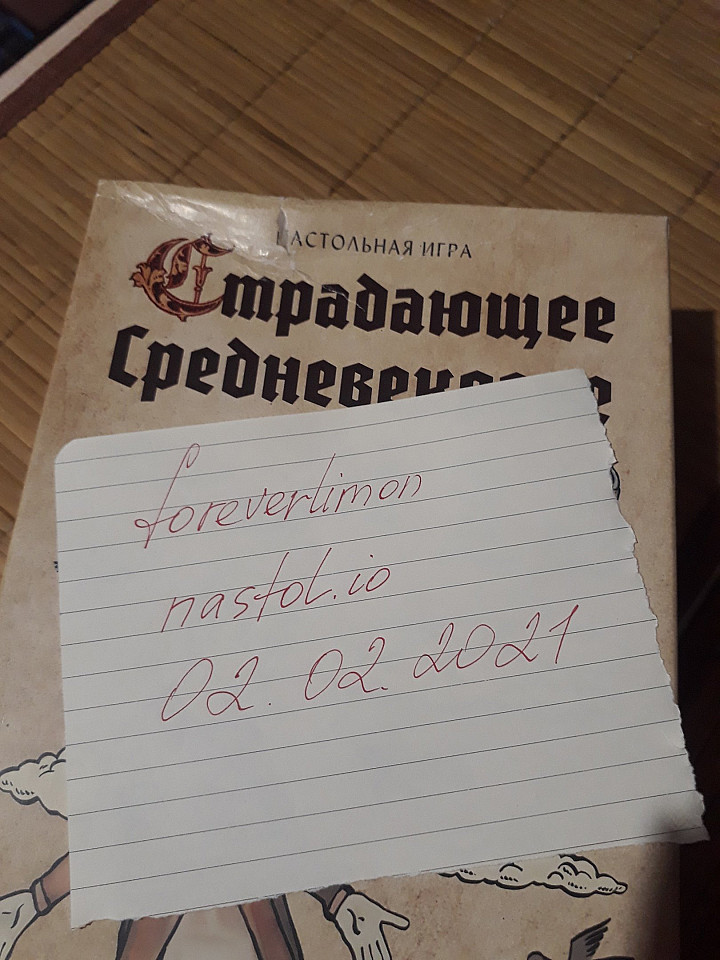 НАСТОЛЬНАЯ ИГРА
Страдающее
foreverlimon
nastol.io
02.02.2021